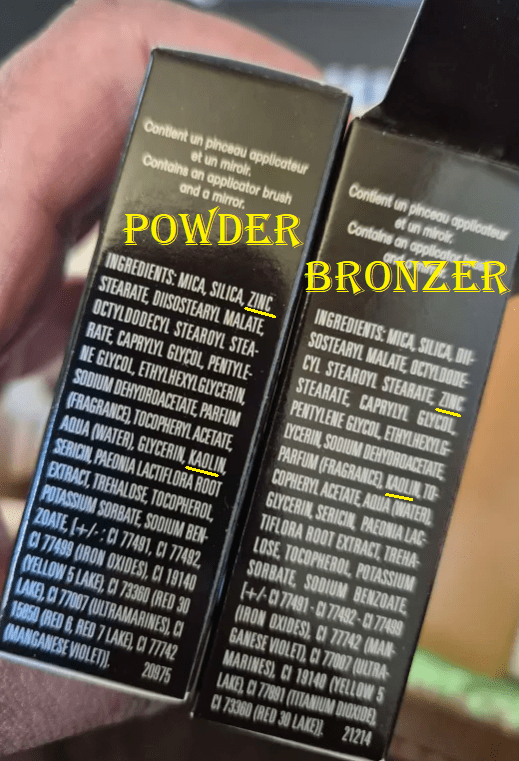 Contient un pinceau applicateur
et un miroir.
Contains an applicator brush
and a mirror.
POWDER
INGREDIENTS: MICA, SILICA, ZINC
STEARATE, DIISOSTEARYL MALATE,
OCTYLDODECYL STEAROYL STEA-
RATE, CAPRYLYL GLYCOL, PENTYLE-
NE GLYCOL, ETHYLHEXYLGLYCERIN,
SODIUM DEHYDROACETATE, PARFUM
(FRAGRANCE), TOCOPHERYL ACETATE,
AQUA (WATER), GLYCERIN, KAOLIN,
SERICIN, PAEONIA LACTIFLORA ROOT
EXTRACT, TREHALOSE, TOCOPHEROL,
POTASSIUM SORBATE, SODIUM BEN-
ZOATE, [+/- : CI 77491, CI 77492,
CI 77499 (IRON OXIDES), CI 19140
(YELLOW 5 LAKE), CI 73360 (RED 30
LAKE), CI 77007 (ULTRAMARINES), CI
15850 (RED 6, RED 7 LAKE), CI 77742
(MANGANESE VIOLET)].
20975
Contient un pinceau applicateur
et un miroir.
Contains an applicator
and
BRONZER
INGREDIENTS: MICA, SILICA, DII-
SOSTEARYL MALATE, OCTYLDODE-
CYL STEAROYL STEARATE, ZINC
STEARATE, CAPRYLYL GLYCOL,
PENTYLENE GLYCOL, ETHYLHEXYLG-
LYCERIN, SODIUM DEHYDROACETATE,
PARFUM (FRAGRANCE), KAOLIN, TO-
COPHERYL ACETATE, AQUA (WATER),
GLYCERIN, SERICIN, PAEONIA LAC-
TIFLORA ROOT EXTRACT, TREHA-
LOSE, TOCOPHEROL, POTASSIUM
SORBATE, SODIUM BENZOATE,
[+/- CI 77491 - CI 77492 - CI 77499
(IRON OXIDES), CI 77742 (MAN-
GANESE VIOLET), CI 77007 (ULTRA-
MARINES), CI 19140 (YELLOW 5
LAKE), CI 77891 (TITANIUM DIOXIDE),
CI 73360 (RED 30 LAKE)].
21214